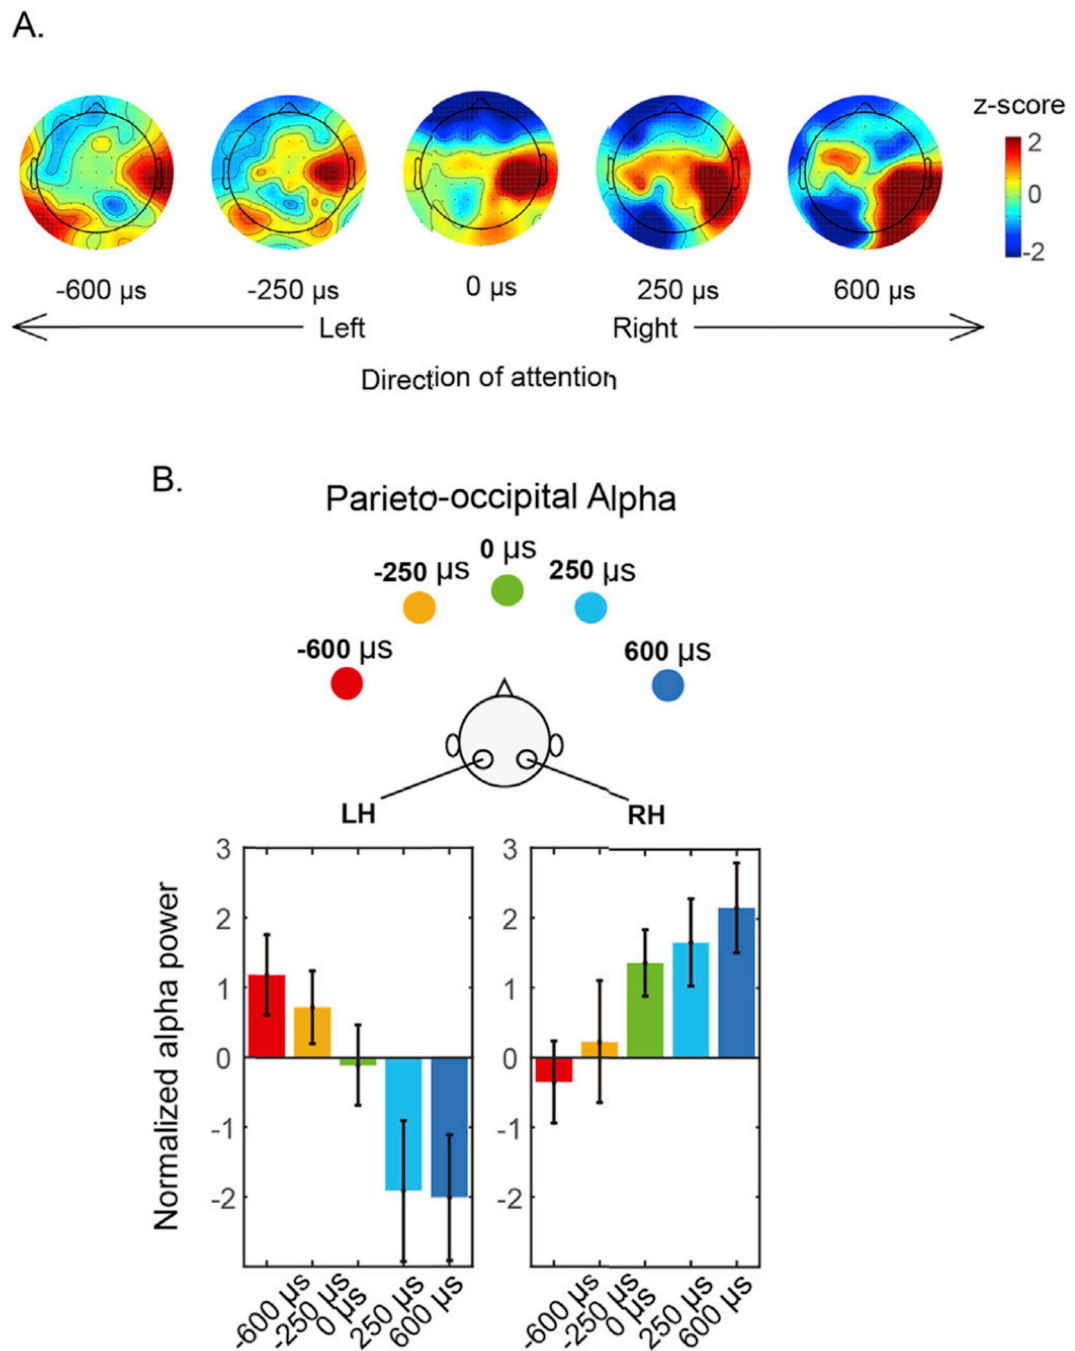 A.
z-score
2
0
-2
-600 µs
-250 µs
0 µs
250 µs
600 µs
Left
Right
Direction of attention
B.
Parieto-occipital Alpha
0 µs
-250 µs
250 µs
-600 µs
600 µs
LH
RH
Normalized alpha power
3
2
1
0
-1
-2
3
2
1
0
-1
-2
-600 µs
-250 µs
0 µs
250 µs
600 µs
-600 µs
-250 µs
0 µs
250 µs
600 µs